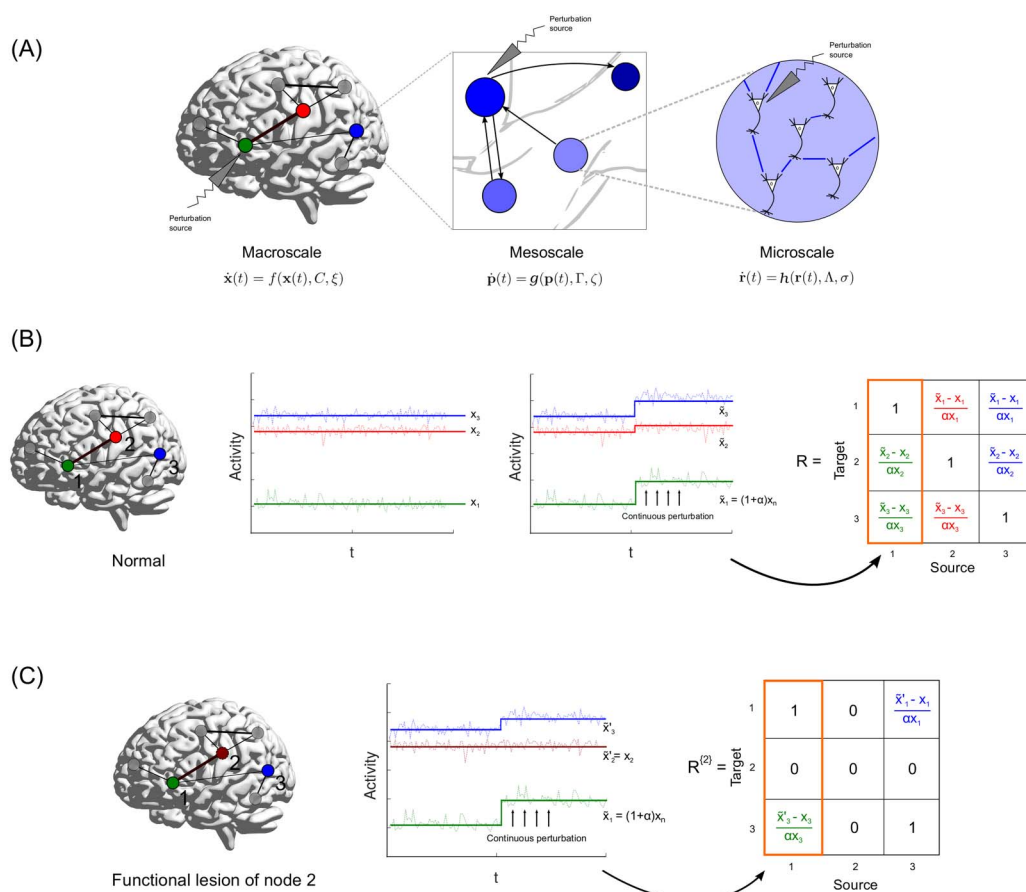 (A)
Perturbation
source
Perturbation
source
Perturbation
source
Macroscale
Mesoscale
Microscale
ẋ(t) = f(x(t), C, ξ)
ṗ(t) = g(p(t), Γ, ζ)
ṙ(t) = h(r(t), Λ, σ)
(B)
1
2
3
Normal
Activity
x₃
x₂
x₁
t
Activity
x̃₃
x̃₂
x̃₁ = (1+α)xₙ
Continuous perturbation
t
R =
Target
1
2
3
1
x̃₁ - x₁
αx₁
x̃₁ - x₁
αx₁
x̃₂ - x₂
αx₂
1
x̃₂ - x₂
αx₂
x̃₃ - x₃
αx₃
x̃₃ - x₃
αx₃
1
1 2 3
Source
(C)
1
2
3
Functional lesion of node 2
Activity
x̃'₃
x̃'₂= x₂
x̃₁ = (1+α)xₙ
Continuous perturbation
t
R{2} =
Target
1
2
3
1
0
x̃'₁ - x₁
αx₁
0
0
0
x̃'₃ - x₃
αx₃
0
1
1 2 3
Source